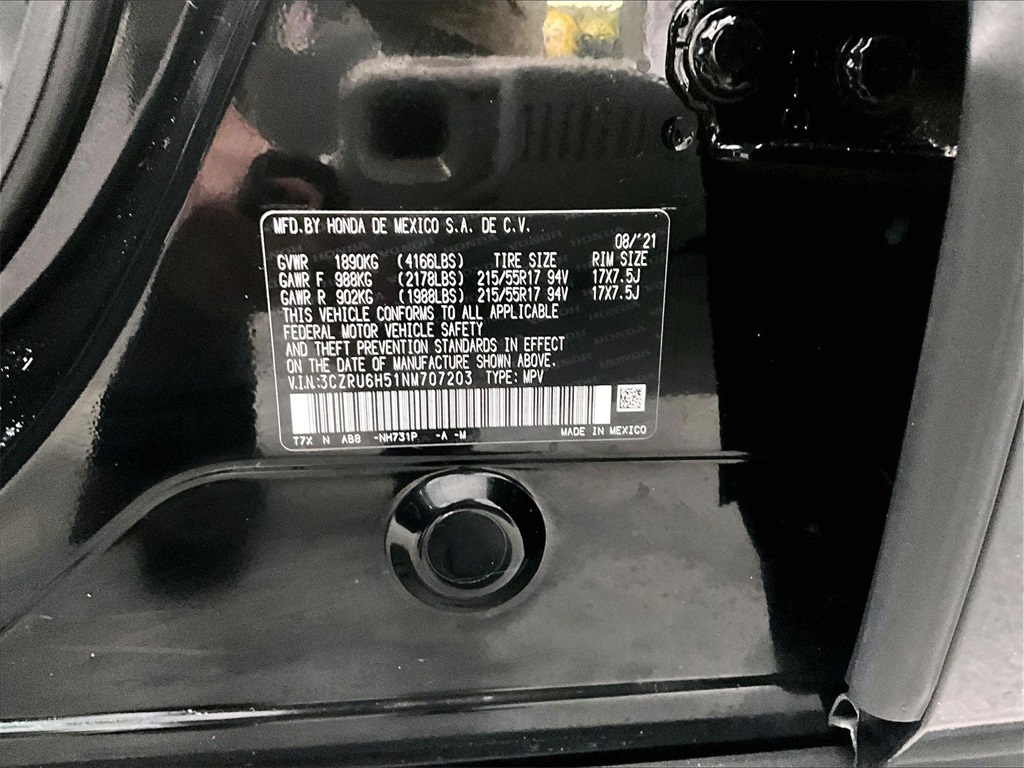 MFD.BY HONDA DE MEXICO S.A. DE C.V.
08/'21
GVWR 1890KG (4166LBS) TIRE SIZE RIM SIZE
GAWR F 988KG (2178LBS) 215/55R17 94V 17X7.5J
GAWR R 902KG (1988LBS) 215/55R17 94V 17X7.5J
THIS VEHICLE CONFORMS TO ALL APPLICABLE
FEDERAL MOTOR VEHICLE SAFETY
AND THEFT PREVENTION STANDARDS IN EFFECT
ON THE DATE OF MANUFACTURE SHOWN ABOVE.
V.I.N.:3CZRU6H51NM707203 TYPE: MPV
T7X N AB8 -NH731P -A -M MADE IN MEXICO